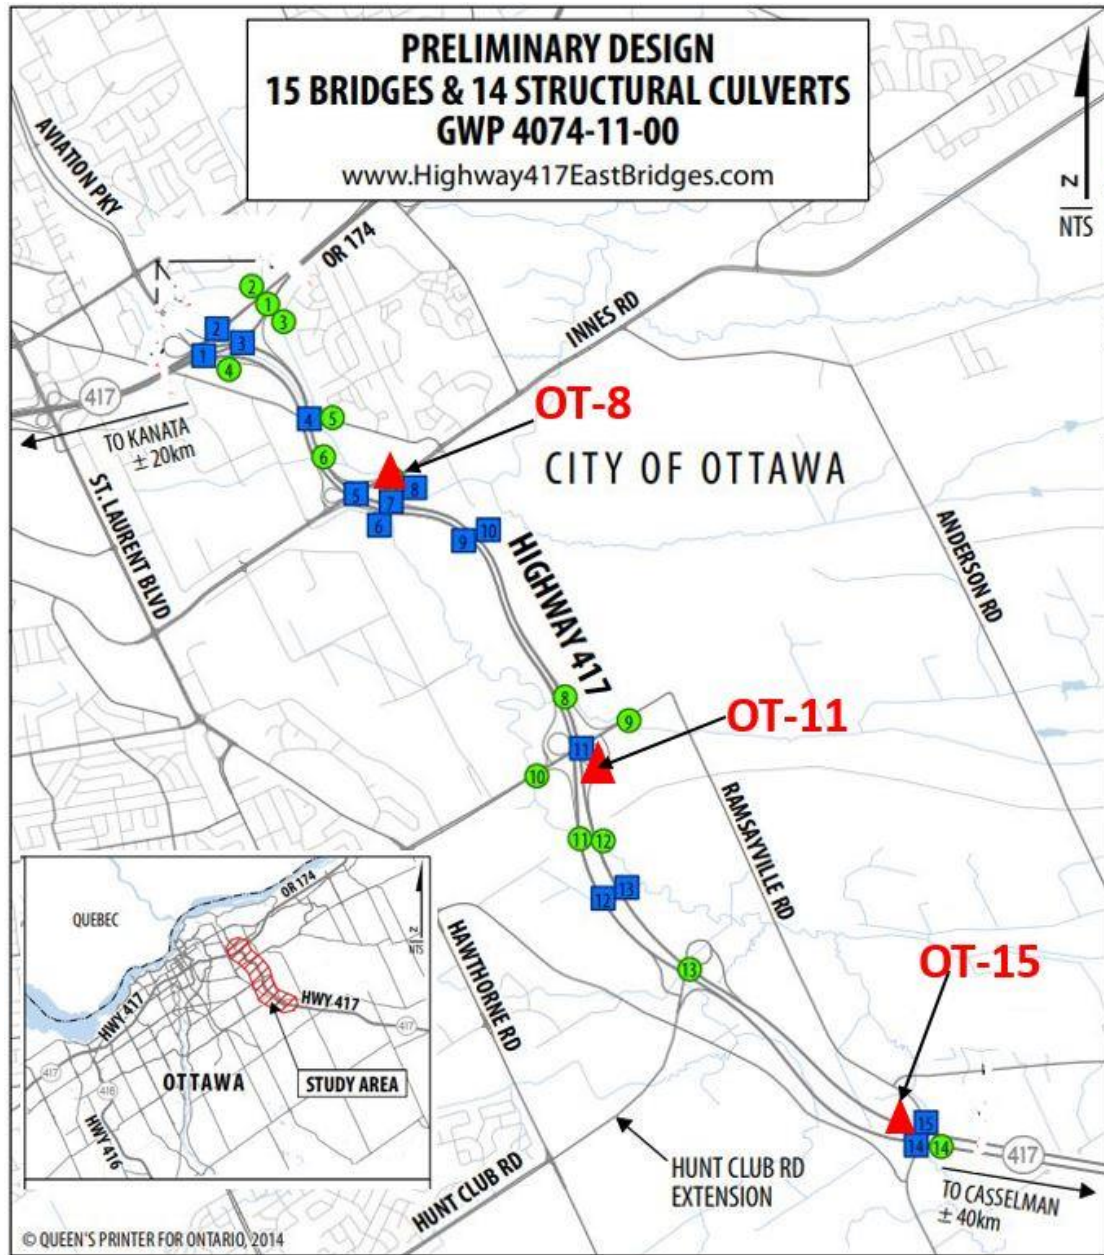 PRELIMINARY DESIGN
15 BRIDGES & 14 STRUCTURAL CULVERTS
GWP 4074-11-00
www.Highway417EastBridges.com
N
NTS
AVIATION PKY
OR 174
INNES RD
2
1
3
2
3
1
4
417
TO KANATA
± 20km
4
5
6
OT-8
CITY OF OTTAWA
ST. LAURENT BLVD
5
8
7
6
10
9
ANDERSON RD
HIGHWAY 417
8
9
OT-11
11
10
RAMSAYVILLE RD
11
12
13
12
HAWTHORNE RD
13
OT-15
15
14
14
417
TO CASSELMAN
± 40km
HUNT CLUB RD
EXTENSION
HUNT CLUB RD
QUEBEC
OR 174
N
NTS
HWY 417
HWY 417
417
417
416
OTTAWA
STUDY AREA
HWY 416
© QUEEN'S PRINTER FOR ONTARIO, 2014